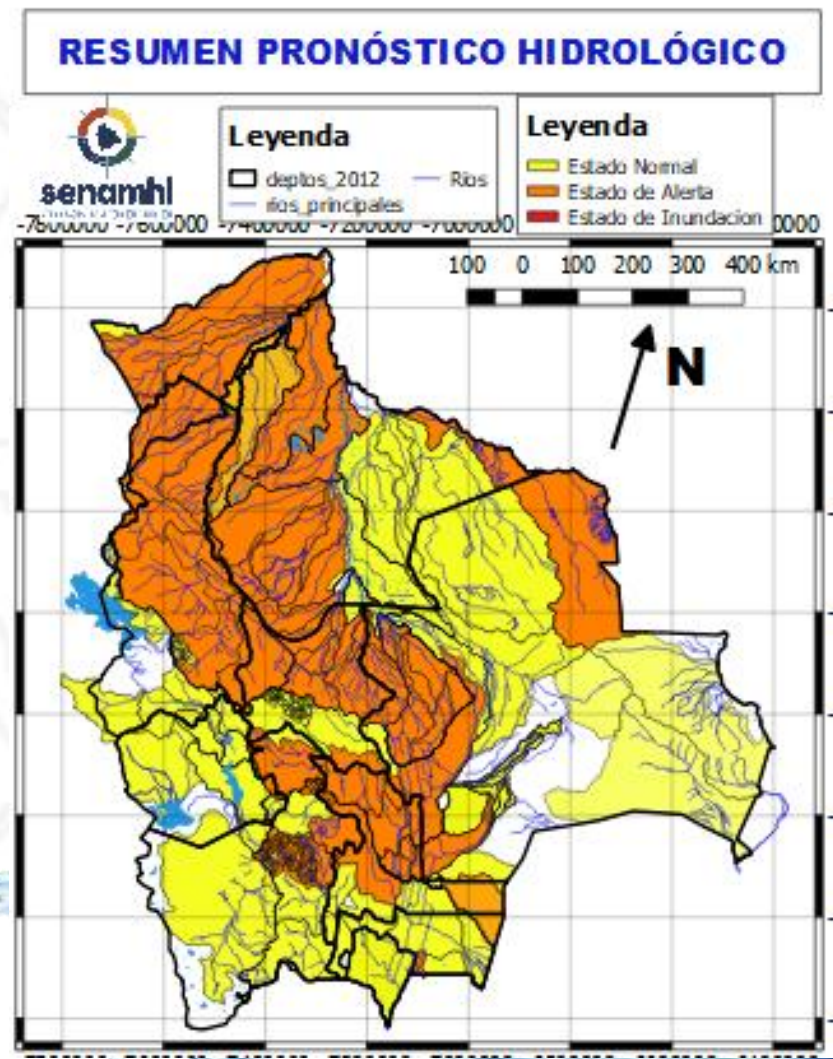 RESUMEN PRONÓSTICO HIDROLÓGICO
senamhi
Leyenda
deptos_2012
Rios
rios_principales
Leyenda
Estado Normal
Estado de Alerta
Estado de Inundacion
100 0 100 200 300 400 km
N